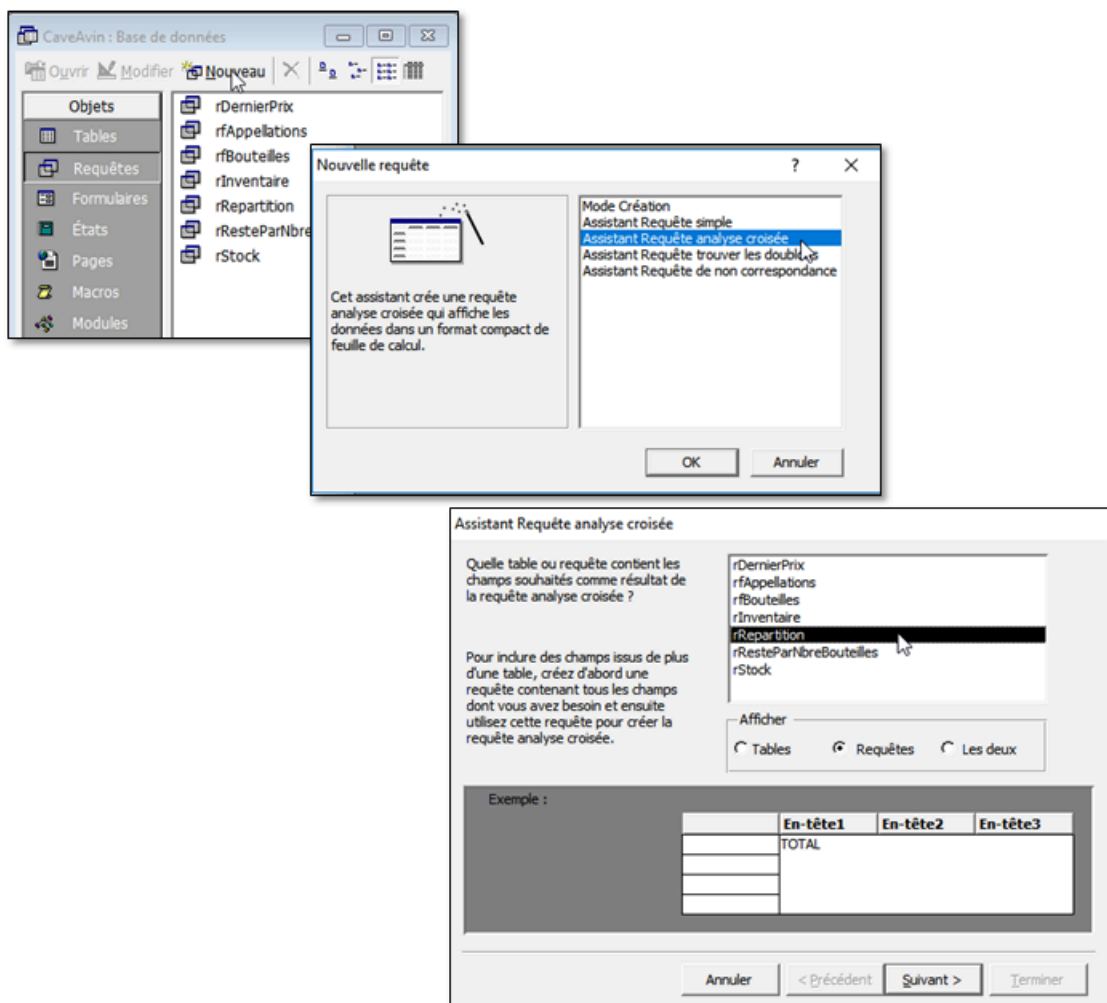 CaveAvin : Base de données
Ouvrir Modifier Nouveau
Objets
Tables
Requêtes
Formulaires
États
Pages
Macros
Modules
rDernierPrix
rfAppellations
rfBouteilles
rInventaire
rRepartition
rResteParNbre
rStock
Nouvelle requête
?
Cet assistant crée une requête
analyse croisée qui affiche les
données dans un format compact de
feuille de calcul.
Mode Création
Assistant Requête simple
Assistant Requête analyse croisée
Assistant Requête trouver les doublons
Assistant Requête de non correspondance
OK Annuler
Assistant Requête analyse croisée
Quelle table ou requête contient les
champs souhaités comme résultat de
la requête analyse croisée ?
Pour inclure des champs issus de plus
d'une table, créez d'abord une
requête contenant tous les champs
dont vous avez besoin et ensuite
utilisez cette requête pour créer la
requête analyse croisée.
rDernierPrix
rfAppellations
rfBouteilles
rInventaire
rRepartition
rResteParNbreBouteilles
rStock
Afficher
Tables Requêtes Les deux
Exemple :
En-tête1 En-tête2 En-tête3
TOTAL
Annuler < Précédent Suivant > Terminer